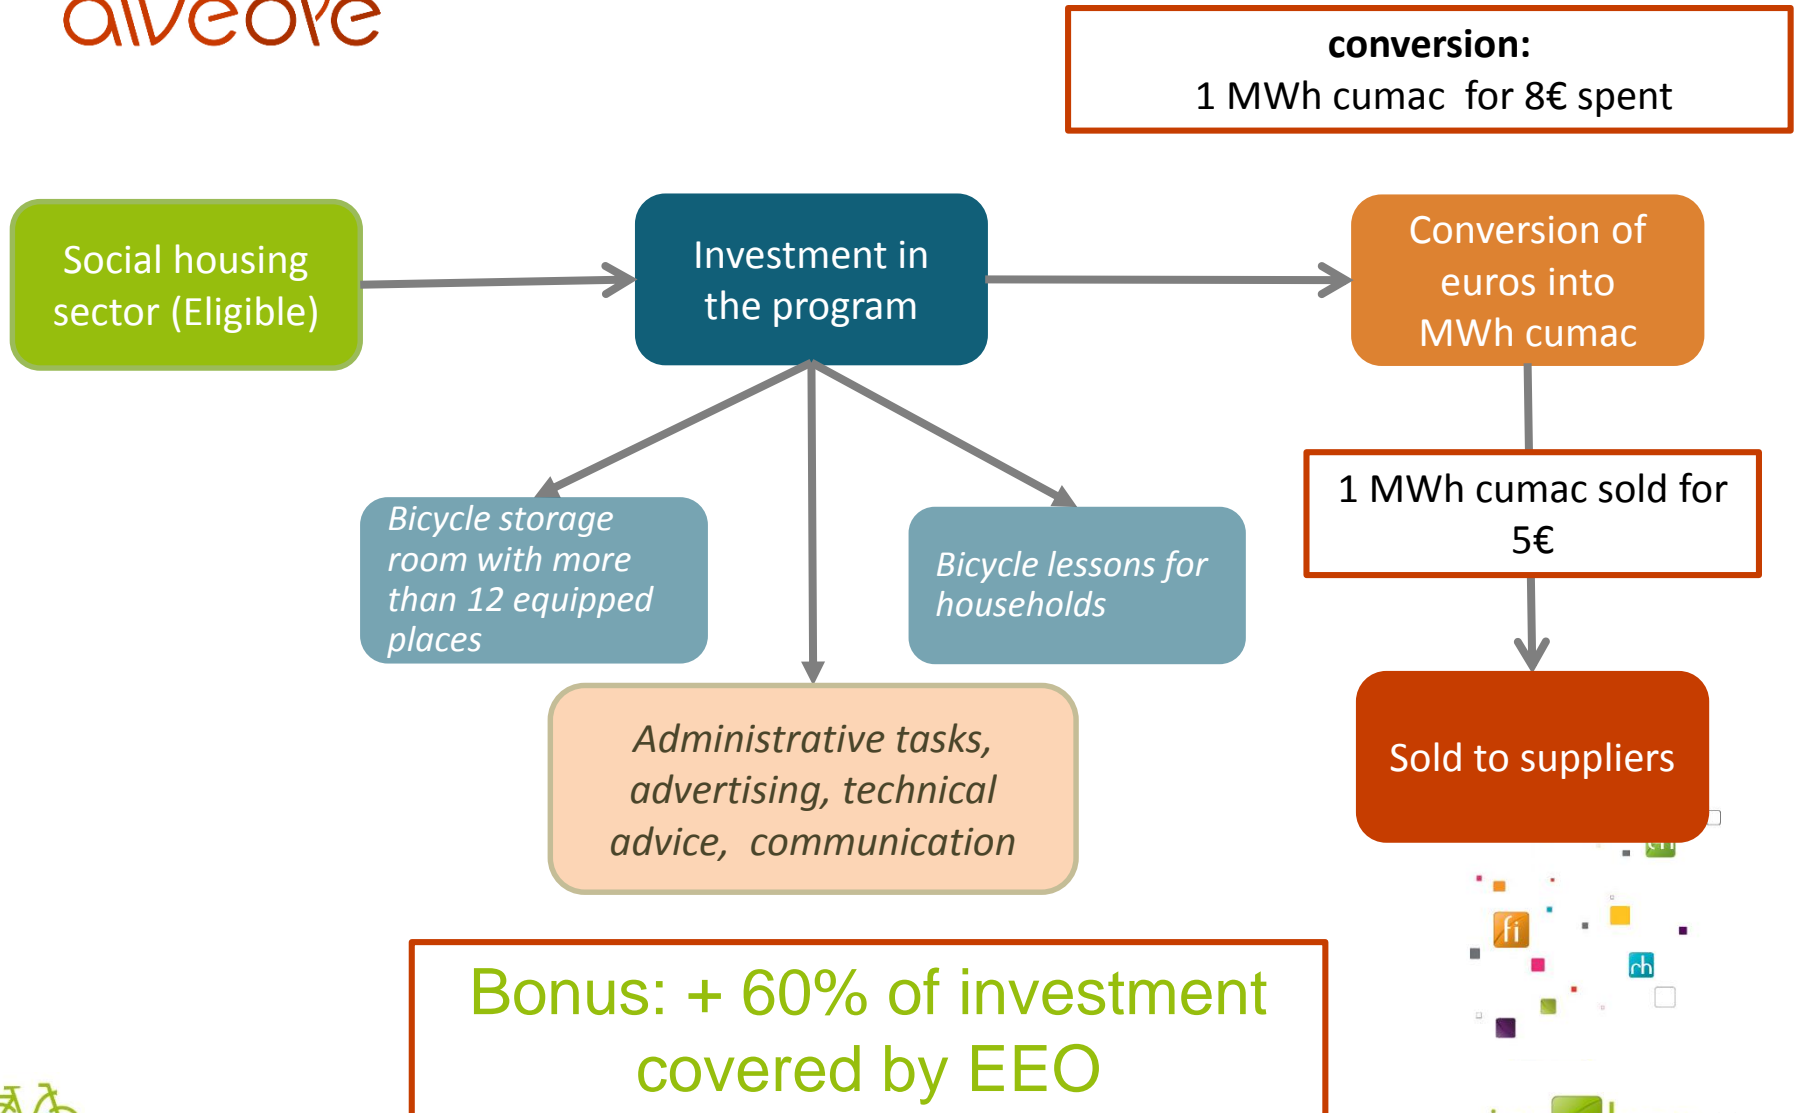 alveole
conversion:
1 MWh cumac for 8€ spent
Social housing
sector (Eligible)
Investment in
the program
Conversion of
euros into
MWh cumac
1 MWh cumac sold for
5€
Bicycle storage
room with more
than 12 equipped
places
Bicycle lessons for
households
Administrative tasks,
advertising, technical
advice, communication
Sold to suppliers
fi
rh
Bonus: + 60% of investment
covered by EEO